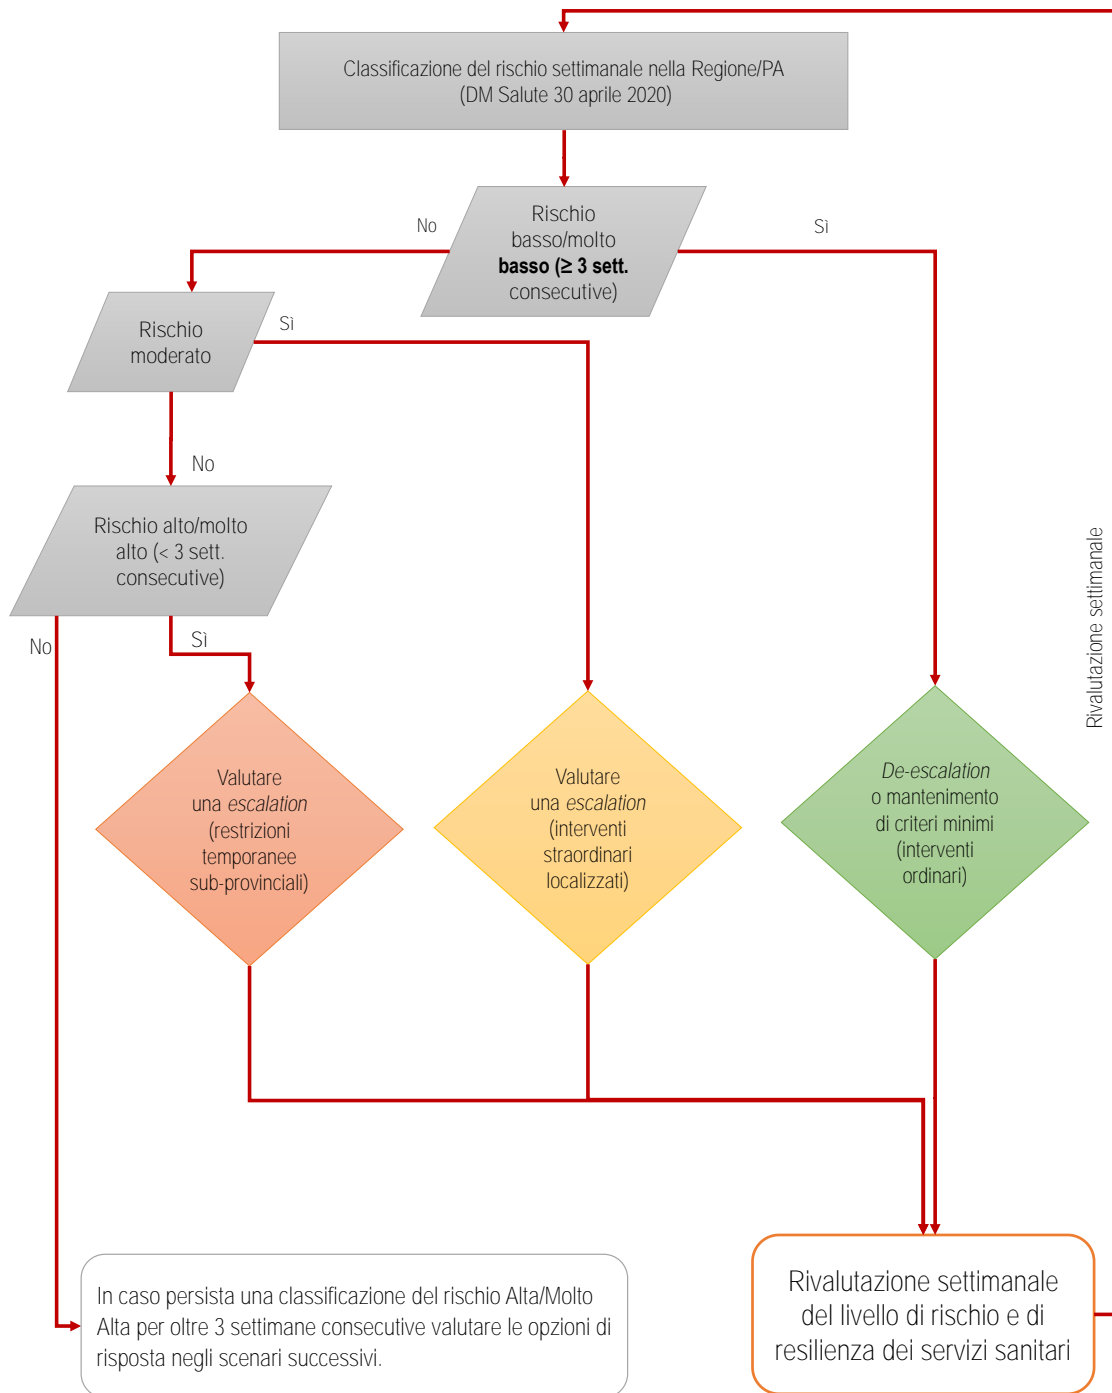 Classificazione del rischio settimanale nella Regione/PA
(DM Salute 30 aprile 2020)
Rischio
basso/molto
basso (≥ 3 sett.
consecutive)
No
Sì
Rischio
moderato
Sì
No
Rischio alto/molto
alto (< 3 sett.
consecutive)
No
Sì
Valutare
una escalation
(restrizioni
temporanee
sub-provinciali)
Valutare
una escalation
(interventi
straordinari
localizzati)
De-escalation
o mantenimento
di criteri minimi
(interventi
ordinari)
Rivalutazione settimanale
In caso persista una classificazione del rischio Alta/Molto
Alta per oltre 3 settimane consecutive valutare le opzioni di
risposta negli scenari successivi.
Rivalutazione settimanale
del livello di rischio e di
resilienza dei servizi sanitari